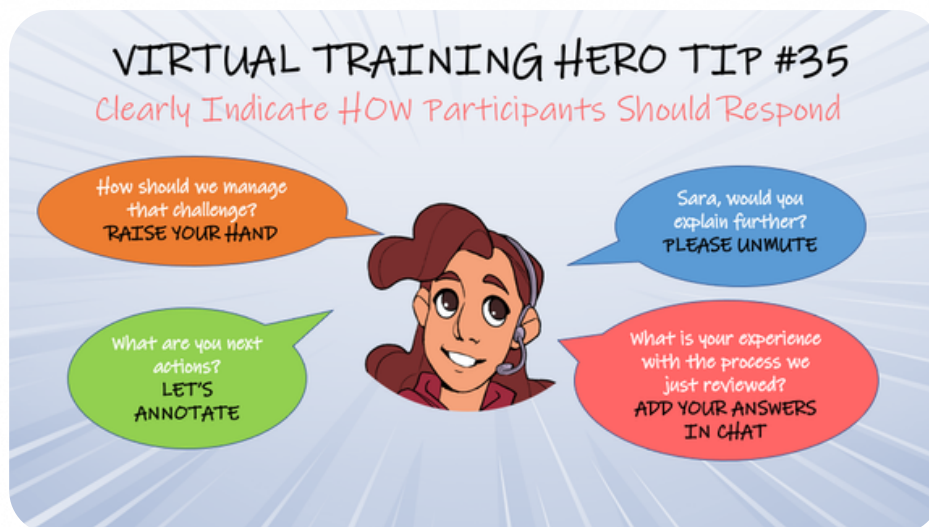 VIRTUAL TRAINING HERO TIP #35
Clearly Indicate HOW Participants Should Respond
How should we manage
that challenge?
RAISE YOUR HAND
Sara, would you
explain further?
PLEASE UNMUTE
What are you next
actions?
LET'S
ANNOTATE
What is your experience
with the process we
just reviewed?
ADD YOUR ANSWERS
IN CHAT